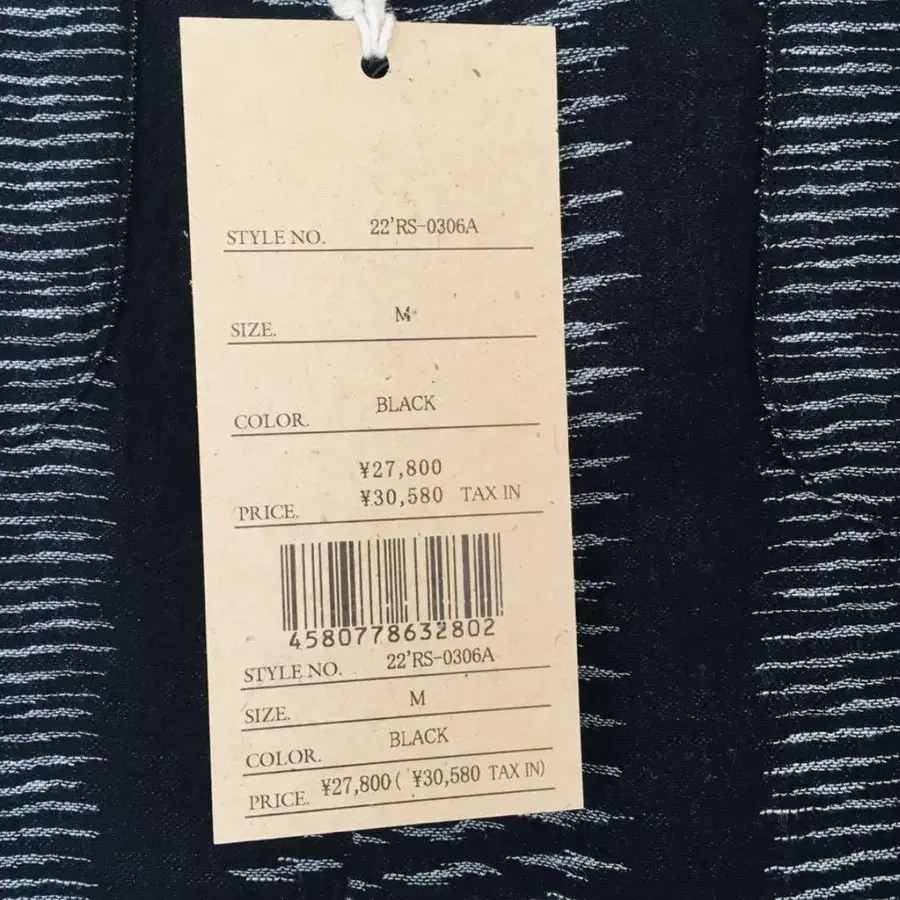 STYLE NO. 22'RS-0306A
SIZE. M
COLOR. BLACK
¥27,800
PRICE. ¥30,580 TAX IN
4580778632802
STYLE NO. 22'RS-0306A
SIZE. M
COLOR. BLACK
PRICE. ¥27,800( ¥30,580 TAX IN)